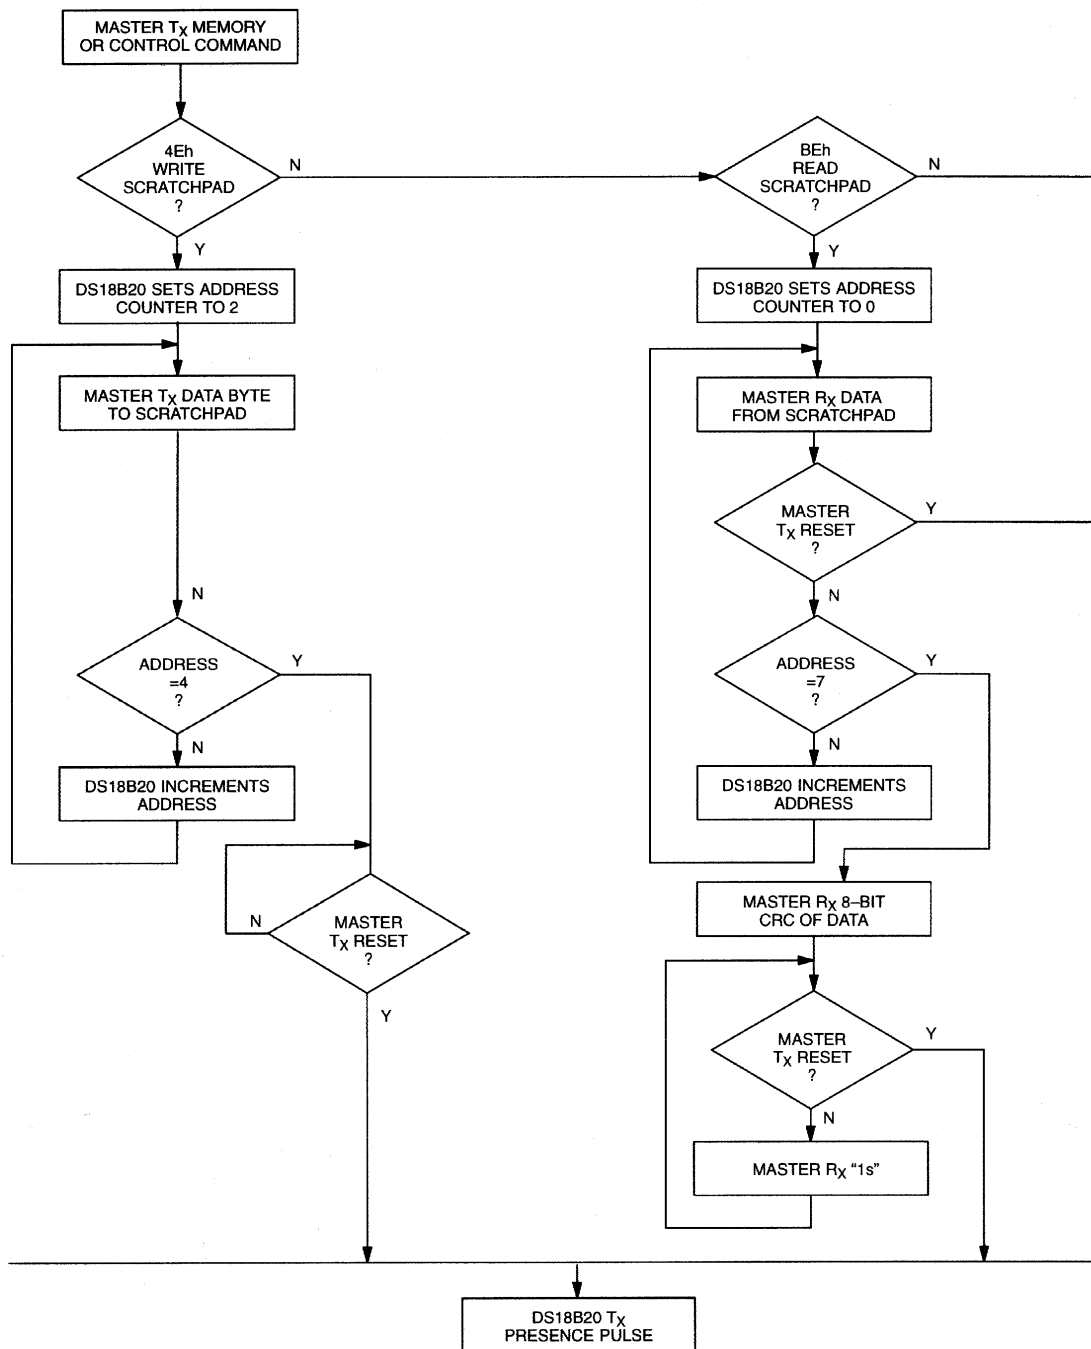 MASTER TX MEMORY
OR CONTROL COMMAND
4Eh
WRITE
SCRATCHPAD
?
N
Y
BEh
READ
SCRATCHPAD
?
N
Y
DS18B20 SETS ADDRESS
COUNTER TO 2
DS18B20 SETS ADDRESS
COUNTER TO 0
MASTER TX DATA BYTE
TO SCRATCHPAD
MASTER RX DATA
FROM SCRATCHPAD
MASTER
TX RESET
?
Y
N
N
ADDRESS
=4
?
Y
N
ADDRESS
=7
?
Y
N
DS18B20 INCREMENTS
ADDRESS
DS18B20 INCREMENTS
ADDRESS
MASTER
TX RESET
?
N
Y
MASTER RX 8–BIT
CRC OF DATA
MASTER
TX RESET
?
Y
N
MASTER RX “1s”
DS18B20 TX
PRESENCE PULSE